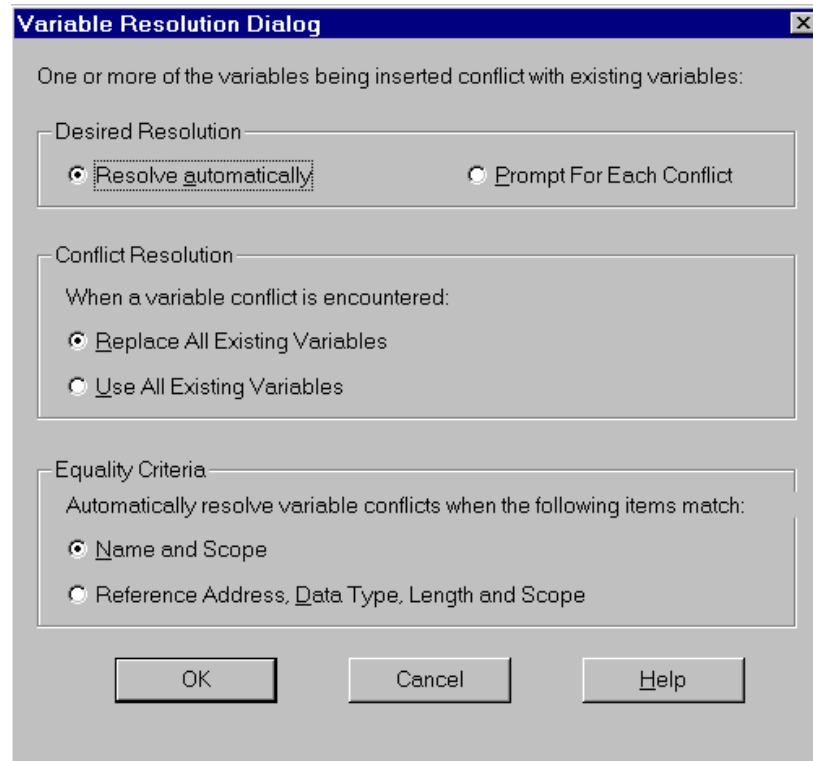 Variable Resolution Dialog
One or more of the variables being inserted conflict with existing variables:
Desired Resolution
Resolve automatically
Prompt For Each Conflict
Conflict Resolution
When a variable conflict is encountered:
Replace All Existing Variables
Use All Existing Variables
Equality Criteria
Automatically resolve variable conflicts when the following items match:
Name and Scope
Reference Address, Data Type, Length and Scope
OK Cancel Help